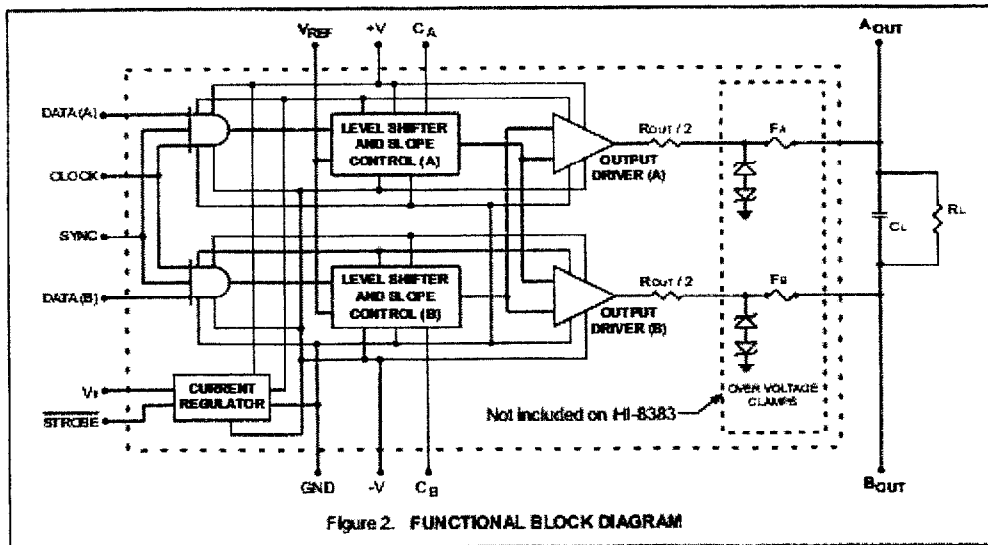 VREF
+V
CA
AOUT
DATA (A)
CLOCK
SYNC
DATA (B)
LEVEL SHIFTER
AND SLOPE
CONTROL (A)
OUTPUT
DRIVER (A)
ROUT / 2
FA
CL
RL
LEVEL SHIFTER
AND SLOPE
CONTROL (B)
OUTPUT
DRIVER (B)
ROUT / 2
FB
V1
STROBE
CURRENT
REGULATOR
OVER VOLTAGE
CLAMPS
Not included on HI-8383
GND
-V
CB
BOUT
Figure 2. FUNCTIONAL BLOCK DIAGRAM